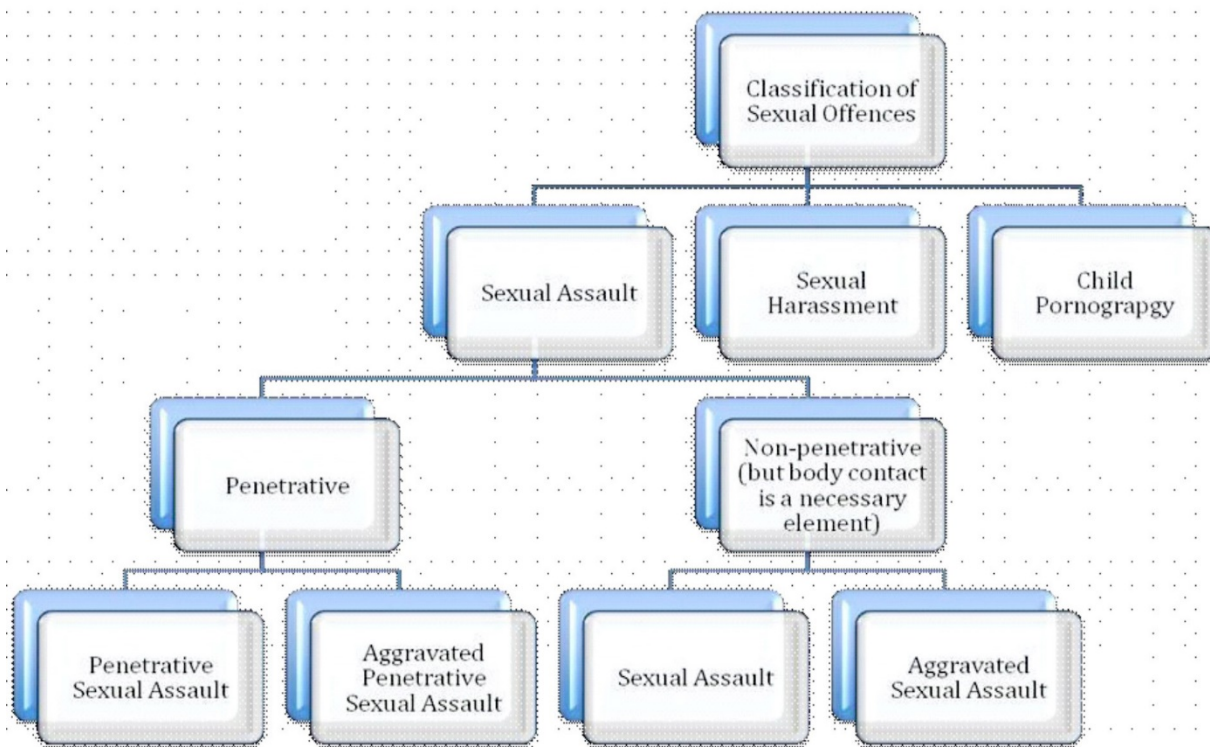 Classification of
Sexual Offences
Sexual Assault
Sexual
Harassment
Child
Pornograpgy
Penetrative
Non-penetrative
(but body contact
is a necessary
element)
Penetrative
Sexual Assault
Aggravated
Penetrative
Sexual Assault
Sexual Assault
Aggravated
Sexual Assault